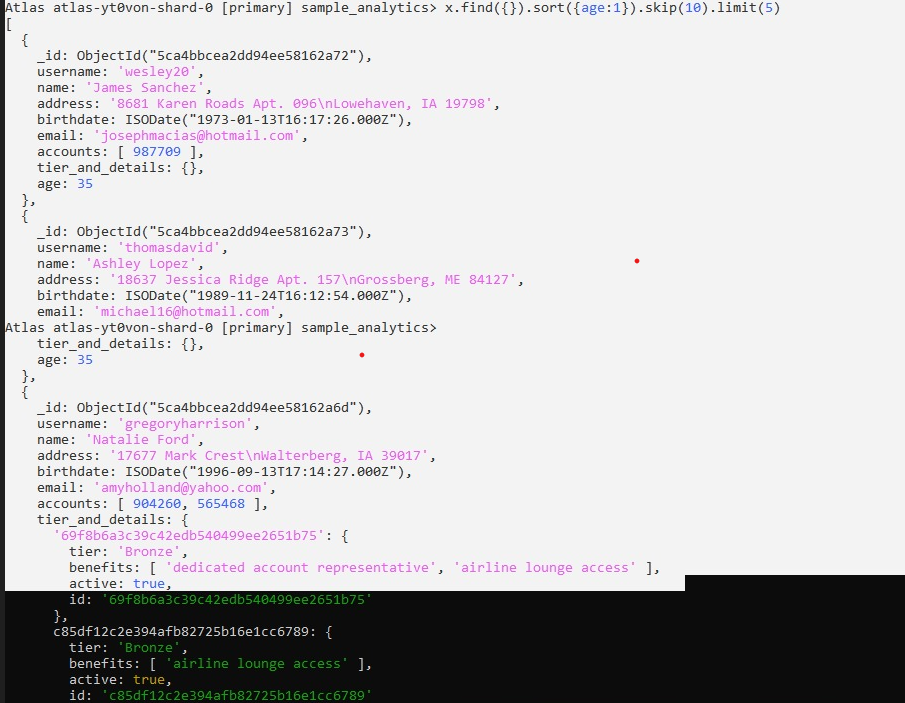 Atlas atlas-yt0von-shard-0 [primary] sample_analytics> x.find({}).sort({age:1}).skip(10).limit(5)
[
  {
    _id: ObjectId("5ca4bbcea2dd94ee58162a72"),
    username: 'wesley20',
    name: 'James Sanchez',
    address: '8681 Karen Roads Apt. 096\nLowehaven, IA 19798',
    birthdate: ISODate("1973-01-13T16:17:26.000Z"),
    email: 'josephmacias@hotmail.com',
    accounts: [ 987709 ],
    tier_and_details: {},
    age: 35
  },
  {
    _id: ObjectId("5ca4bbcea2dd94ee58162a73"),
    username: 'thomasdavid',
    name: 'Ashley Lopez',
    address: '18637 Jessica Ridge Apt. 157\nGrossberg, ME 84127',
    birthdate: ISODate("1989-11-24T16:12:54.000Z"),
    email: 'michael16@hotmail.com',
Atlas atlas-yt0von-shard-0 [primary] sample_analytics>
    tier_and_details: {},
    age: 35
  },
  {
    _id: ObjectId("5ca4bbcea2dd94ee58162a6d"),
    username: 'gregoryharrison',
    name: 'Natalie Ford',
    address: '17677 Mark Crest\nWalterberg, IA 39017',
    birthdate: ISODate("1996-09-13T17:14:27.000Z"),
    email: 'amyholland@yahoo.com',
    accounts: [ 904260, 565468 ],
    tier_and_details: {
      '69f8b6a3c39c42edb540499ee2651b75': {
        tier: 'Bronze',
        benefits: [ 'dedicated account representative', 'airline lounge access' ],
        active: true,
        id: '69f8b6a3c39c42edb540499ee2651b75'
      },
      c85df12c2e394afb82725b16e1cc6789: {
        tier: 'Bronze',
        benefits: [ 'airline lounge access' ],
        active: true,
        id: 'c85df12c2e394afb82725b16e1cc6789'